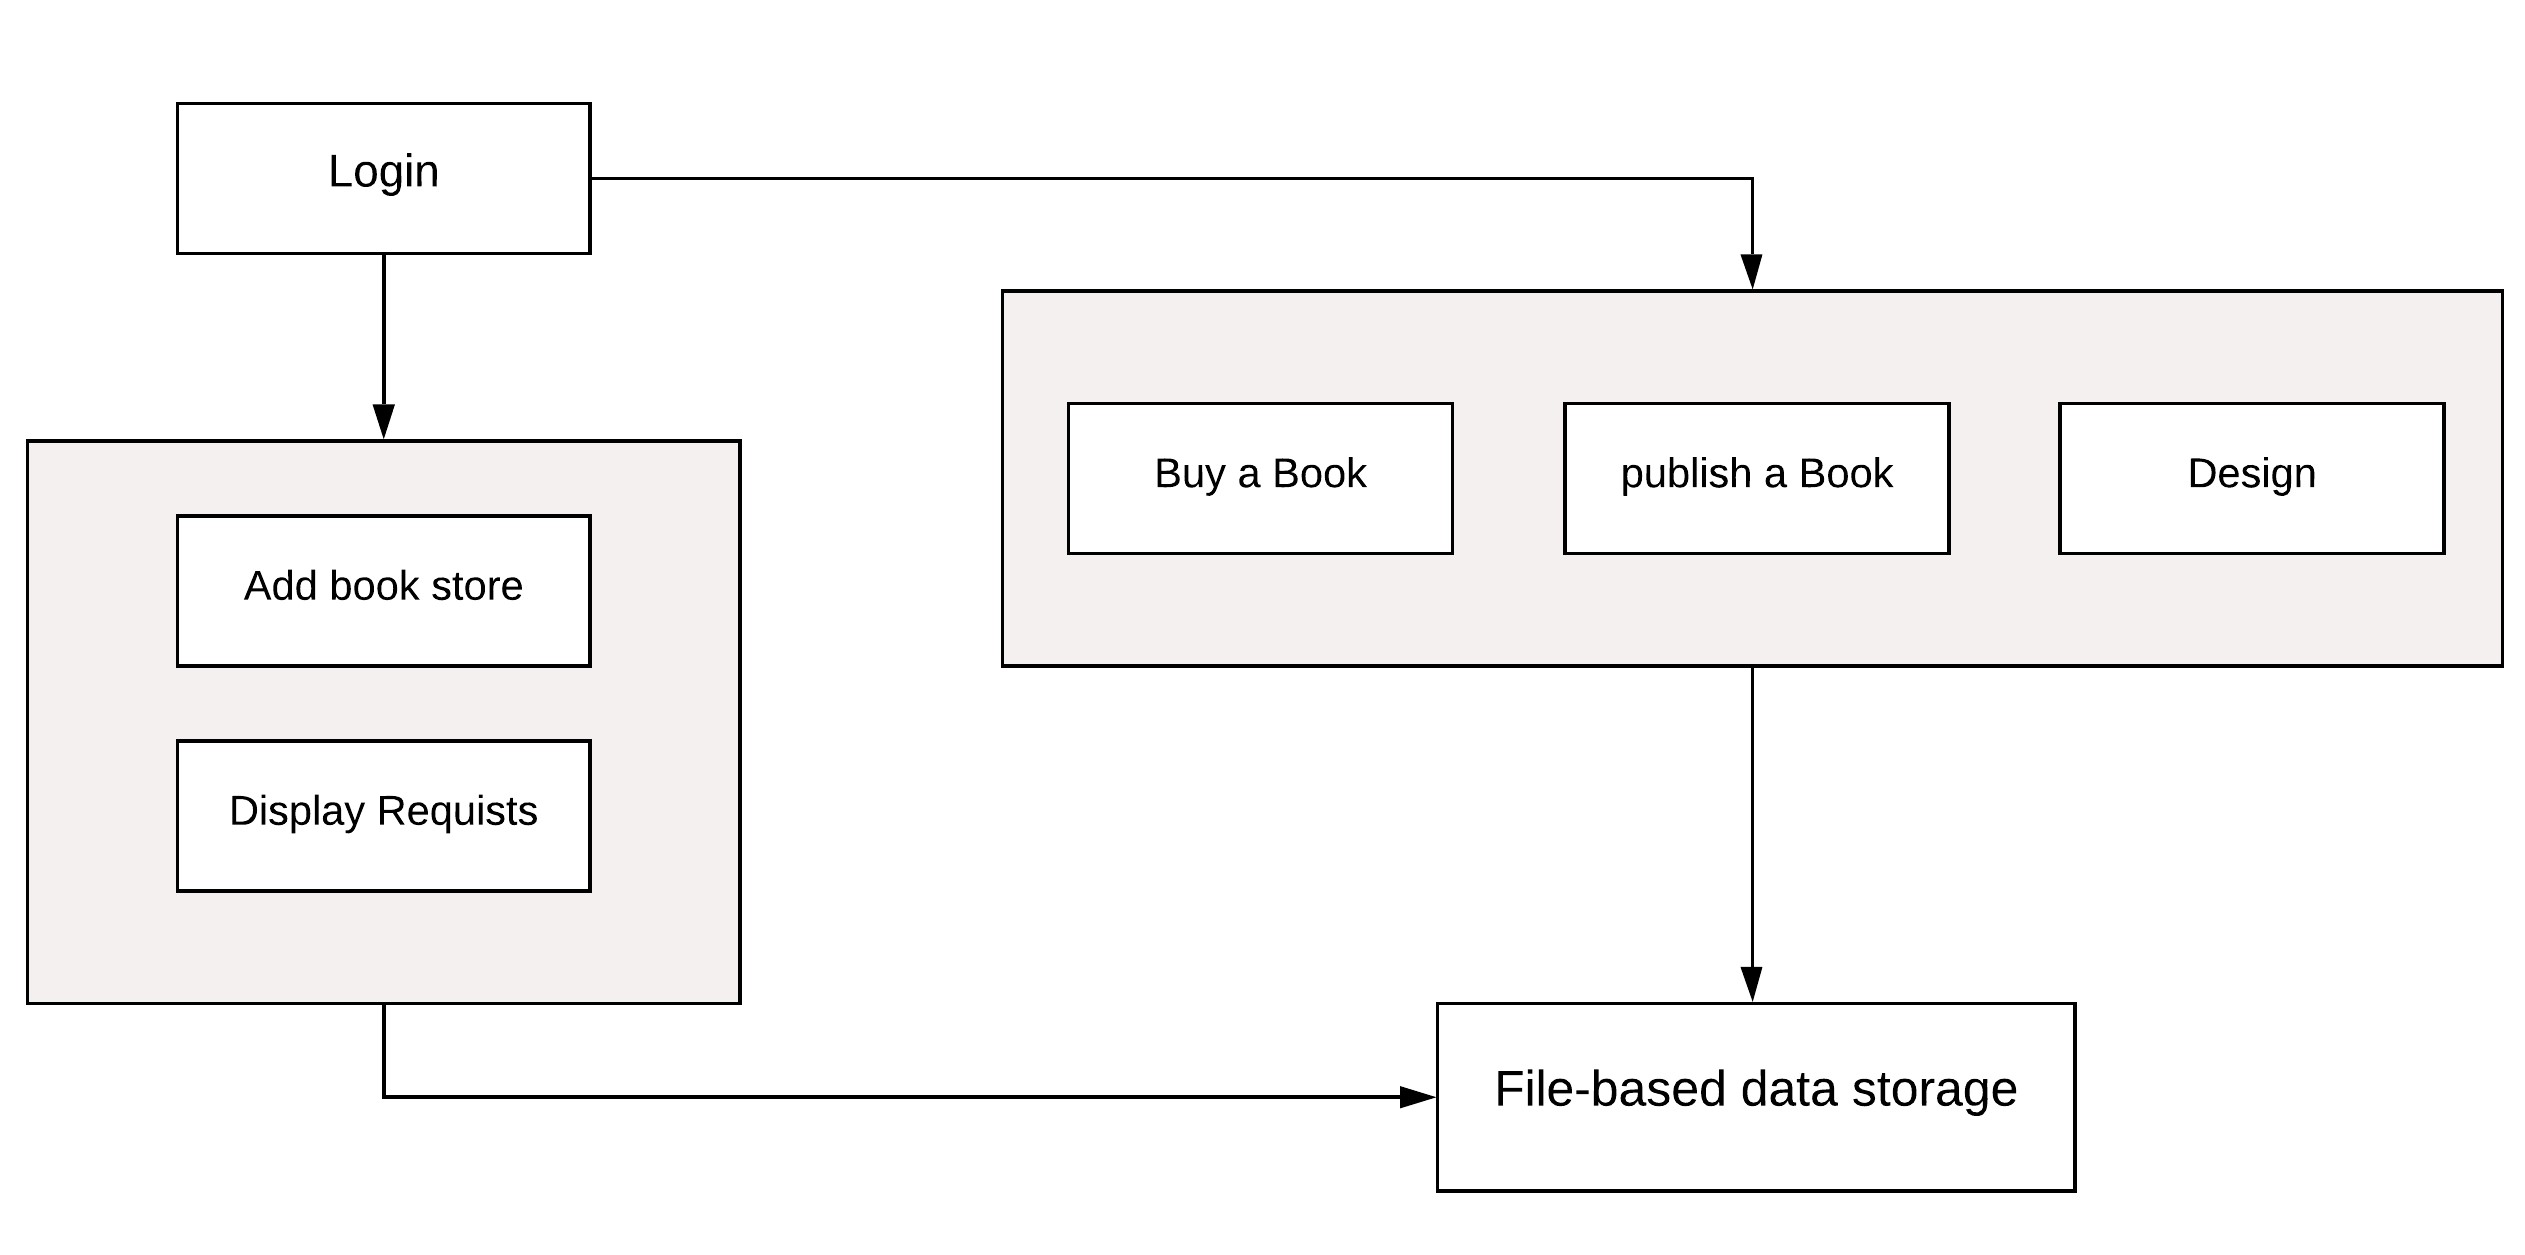 Login
Buy a Book
publish a Book
Design
Add book store
Display Requists
File-based data storage